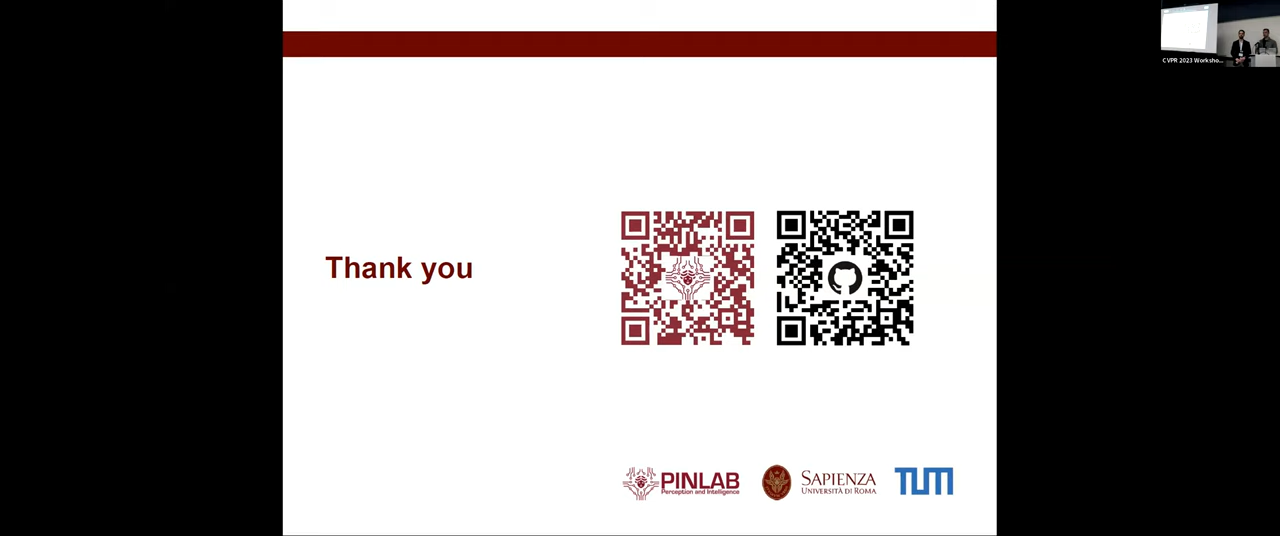 CVPR 2023 Worksho...
Thank you
PINLAB
Perception and Intelligence
SAPIENZA
UNIVERSITÀ DI ROMA
TUM